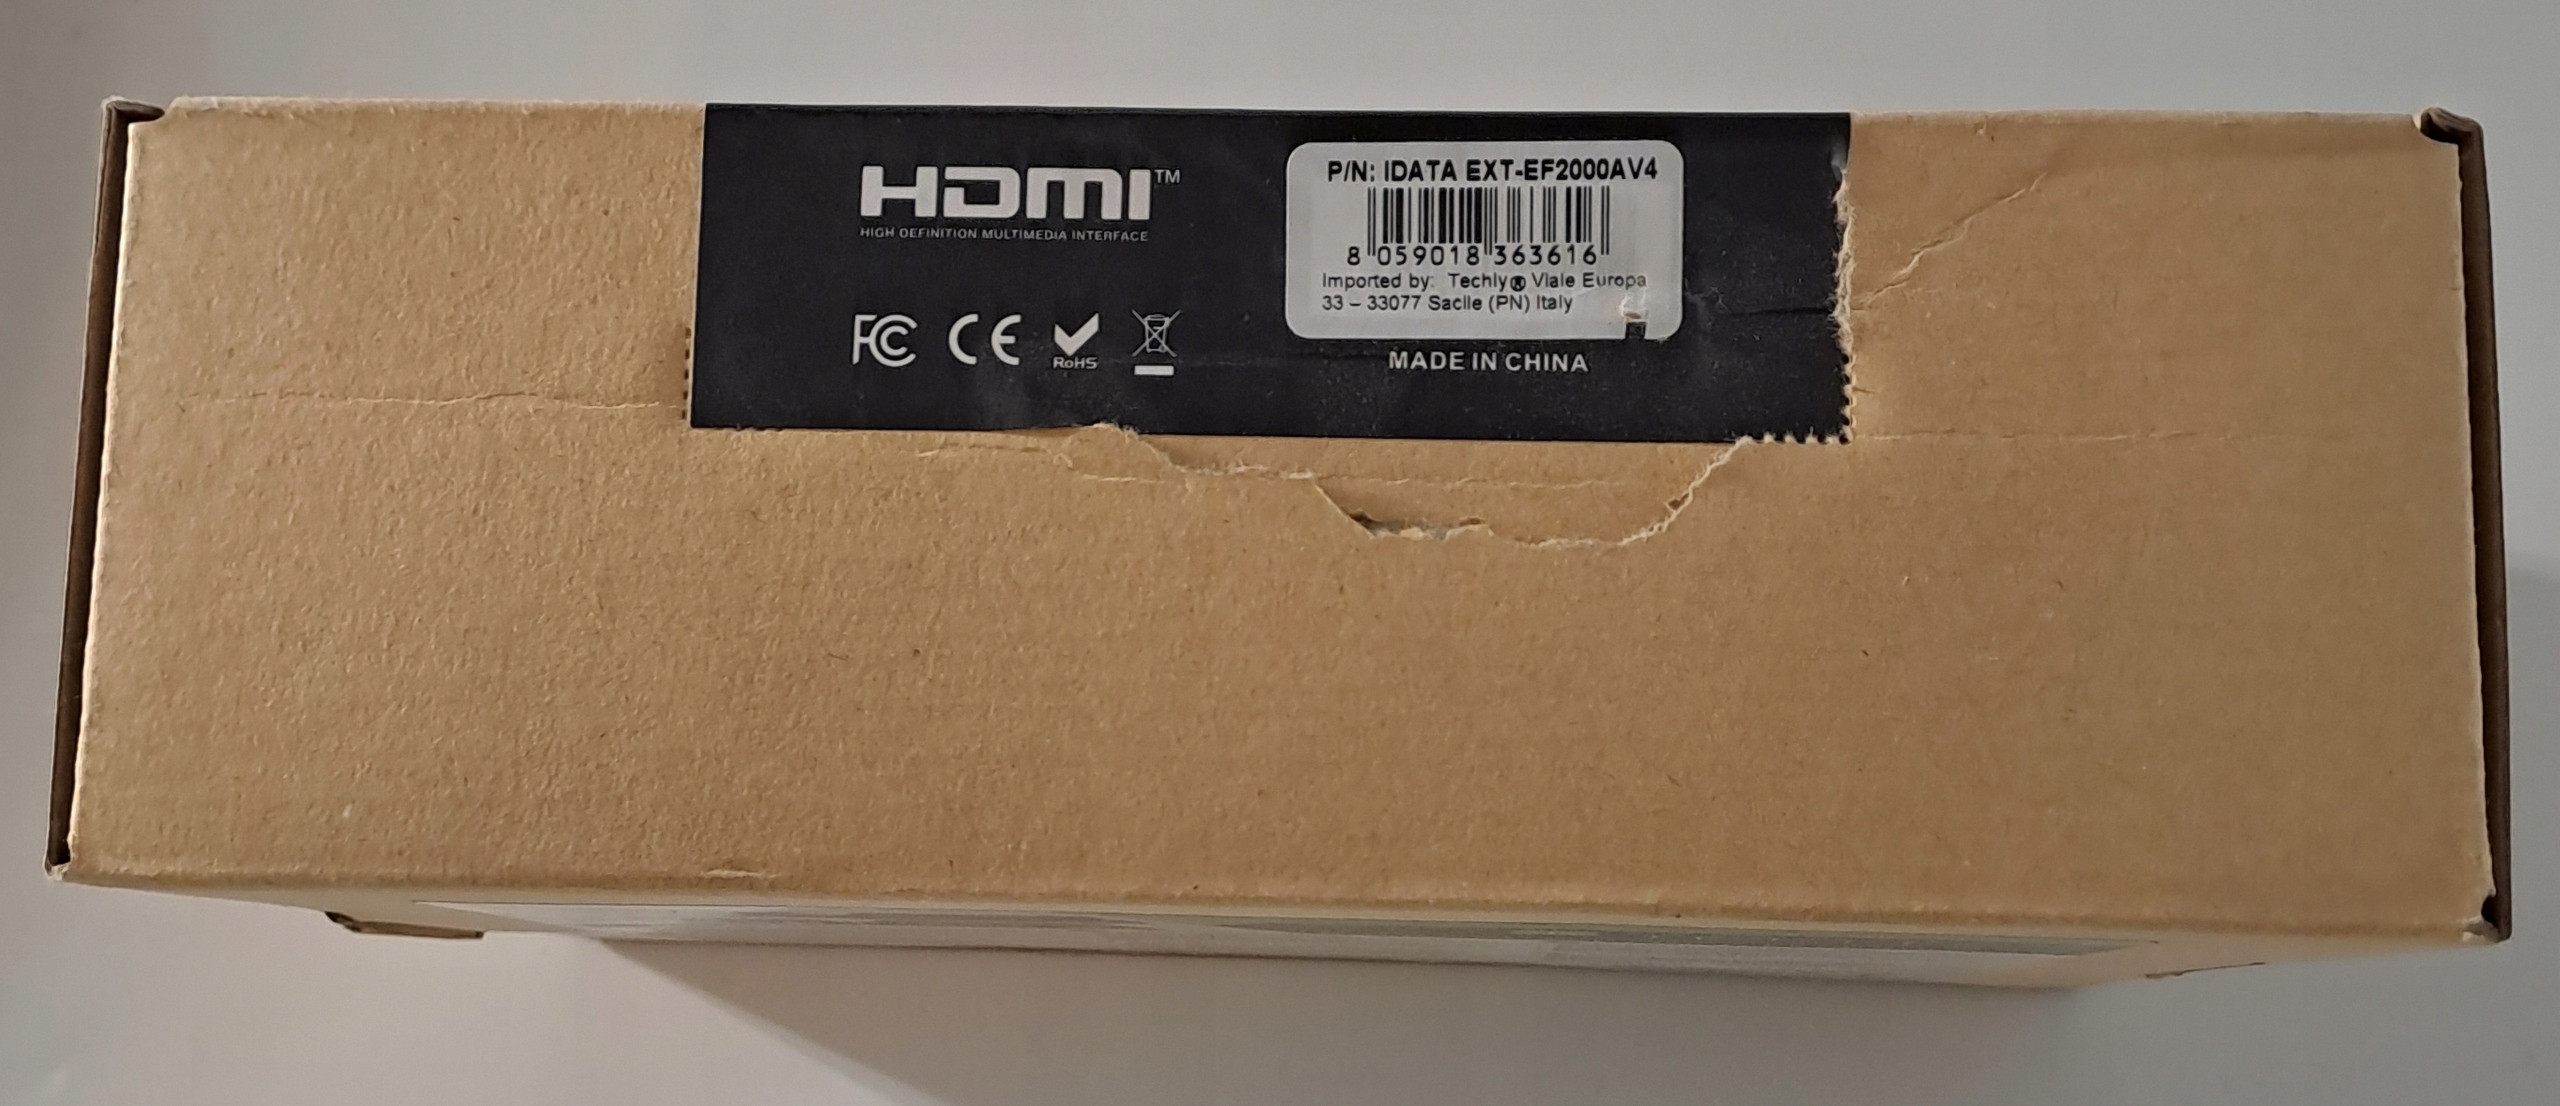 HDMI™
HIGH DEFINITION MULTIMEDIA INTERFACE
FC CE RoHS
P/N: IDATA EXT-EF2000AV4
8 059018 363616
Imported by: Techly® Viale Europa
33 – 33077 Sacile (PN) Italy
MADE IN CHINA